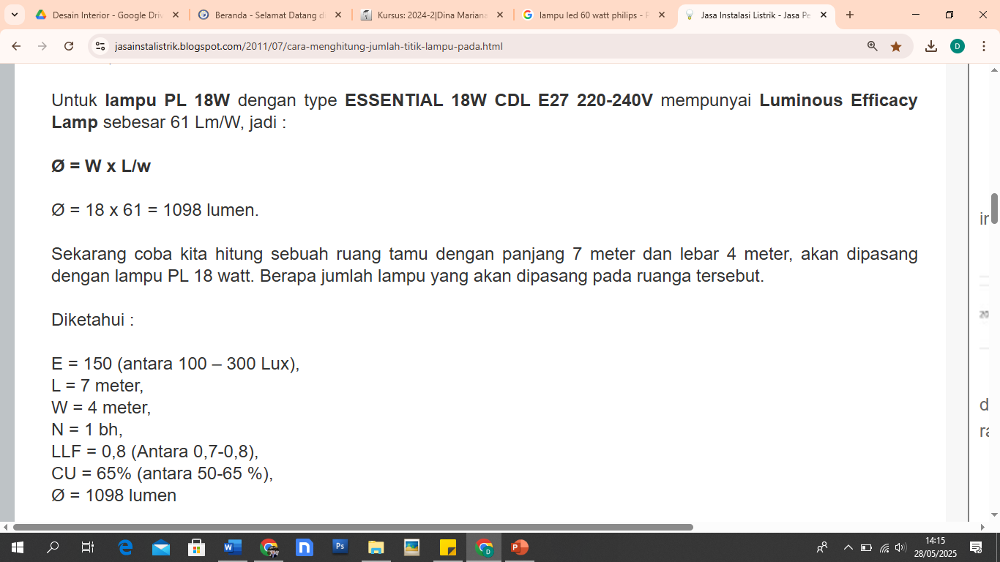 Desain Interior - Google Driv
Beranda - Selamat Datang d
Kursus: 2024-2|Dina Mariana
lampu led 60 watt philips - P
Jasa Instalasi Listrik - Jasa Pe
jasainstalistrik.blogspot.com/2011/07/cara-menghitung-jumlah-titik-lampu-pada.html
D
Untuk lampu PL 18W dengan type ESSENTIAL 18W CDL E27 220-240V mempunyai Luminous Efficacy
Lamp sebesar 61 Lm/W, jadi :
Ø = W x L/w
Ø = 18 x 61 = 1098 lumen.
Sekarang coba kita hitung sebuah ruang tamu dengan panjang 7 meter dan lebar 4 meter, akan dipasang
dengan lampu PL 18 watt. Berapa jumlah lampu yang akan dipasang pada ruanga tersebut.
Diketahui :
E = 150 (antara 100 – 300 Lux),
L = 7 meter,
W = 4 meter,
N = 1 bh,
LLF = 0,8 (Antara 0,7-0,8),
CU = 65% (antara 50-65 %),
Ø = 1098 lumen
20
d
14:15
28/05/2025